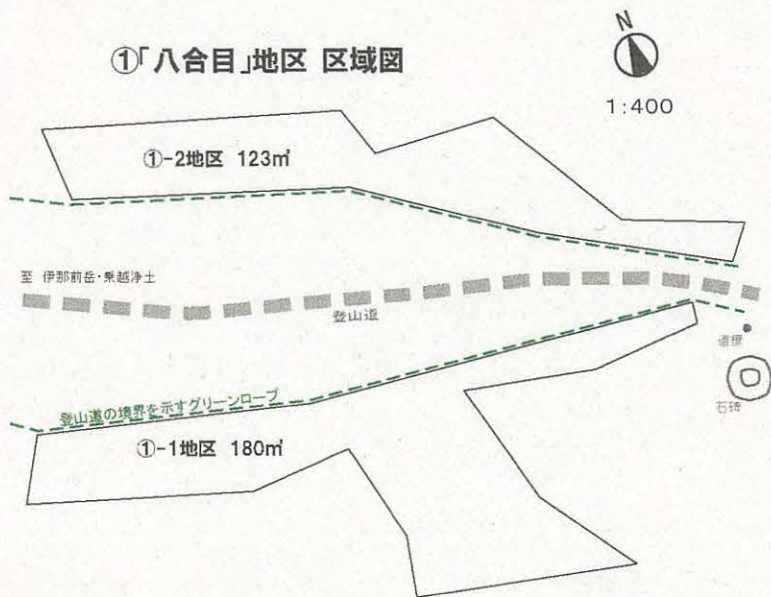 ①「八合目」地区 区域図
N
1:400
①-2地区 123㎡
至 伊那前岳・乗越浄土
登山道
道標
石碑
登山道の境界を示すグリーンロープ
①-1地区 180㎡